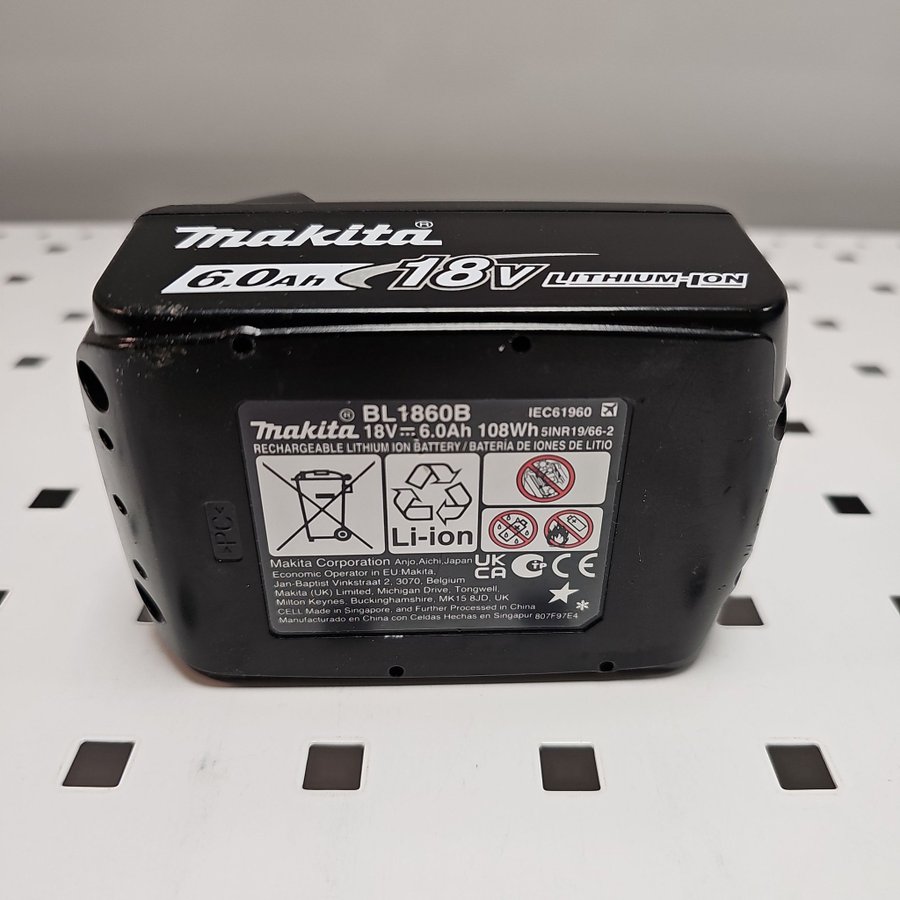 makita®
6.0Ah 18V LITHIUM-ION
® BL1860B IEC61960
makita 18V 6.0Ah 108Wh 5INR19/66-2
RECHARGEABLE LITHIUM ION BATTERY / BATERÍA DE IONES DE LITIO
Li-ion
>PC<
Makita Corporation Anjo, Aichi, Japan
Economic Operator in EU: Makita,
Jan-Baptist Vinkstraat 2, 3070, Belgium
Makita (UK) Limited, Michigan Drive, Tongwell,
Milton Keynes, Buckinghamshire, MK15 8JD, UK
CELL Made in Singapore, and Further Processed in China
Manufacturado en China con Celdas Hechas en Singapur 807F97E4
UK
CA
CE